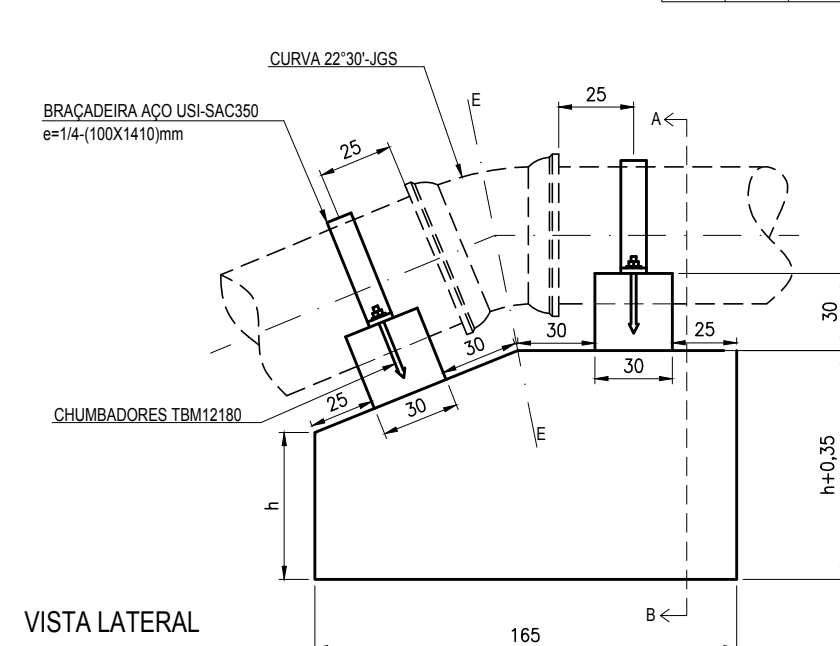 CURVA 22°30'-JGS
E
25
A
BRAÇADEIRA AÇO USI-SAC350
e=1/4-(100X1410)mm
25
30
30
30
25
30
30
CHUMBADORES TBM12180
25
30
E
h
h+0,35
B
VISTA LATERAL
165